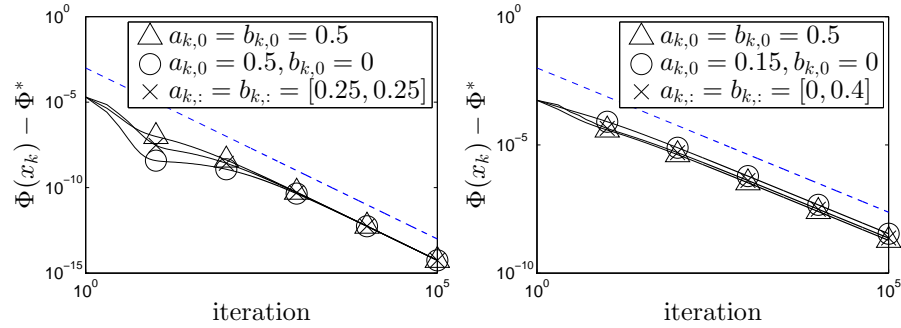 10^0
10^-5
10^-10
10^-15
Φ(x_k) − Φ*
a_{k,0} = b_{k,0} = 0.5
a_{k,0} = 0.5, b_{k,0} = 0
a_{k,:} = b_{k,:} = [0.25, 0.25]
10^0
10^5
iteration
10^0
10^-5
10^-10
Φ(x_k) − Φ*
a_{k,0} = b_{k,0} = 0.5
a_{k,0} = 0.15, b_{k,0} = 0
a_{k,:} = b_{k,:} = [0, 0.4]
10^0
10^5
iteration